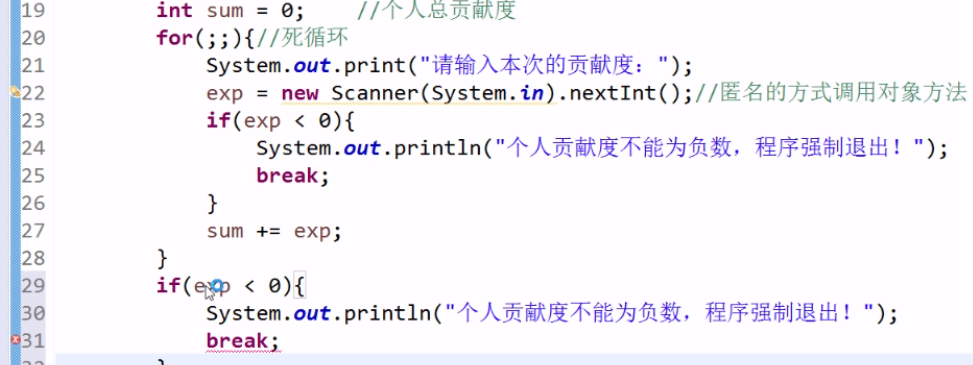 19 int sum = 0; //个人总贡献度
20 for(;;){//死循环
21 System.out.print("请输入本次的贡献度：");
22 exp = new Scanner(System.in).nextInt();//匿名的方式调用对象方法
23 if(exp < 0){
24 System.out.println("个人贡献度不能为负数，程序强制退出！");
25 break;
26 }
27 sum += exp;
28 }
29 if(exp < 0){
30 System.out.println("个人贡献度不能为负数，程序强制退出！");
31 break;